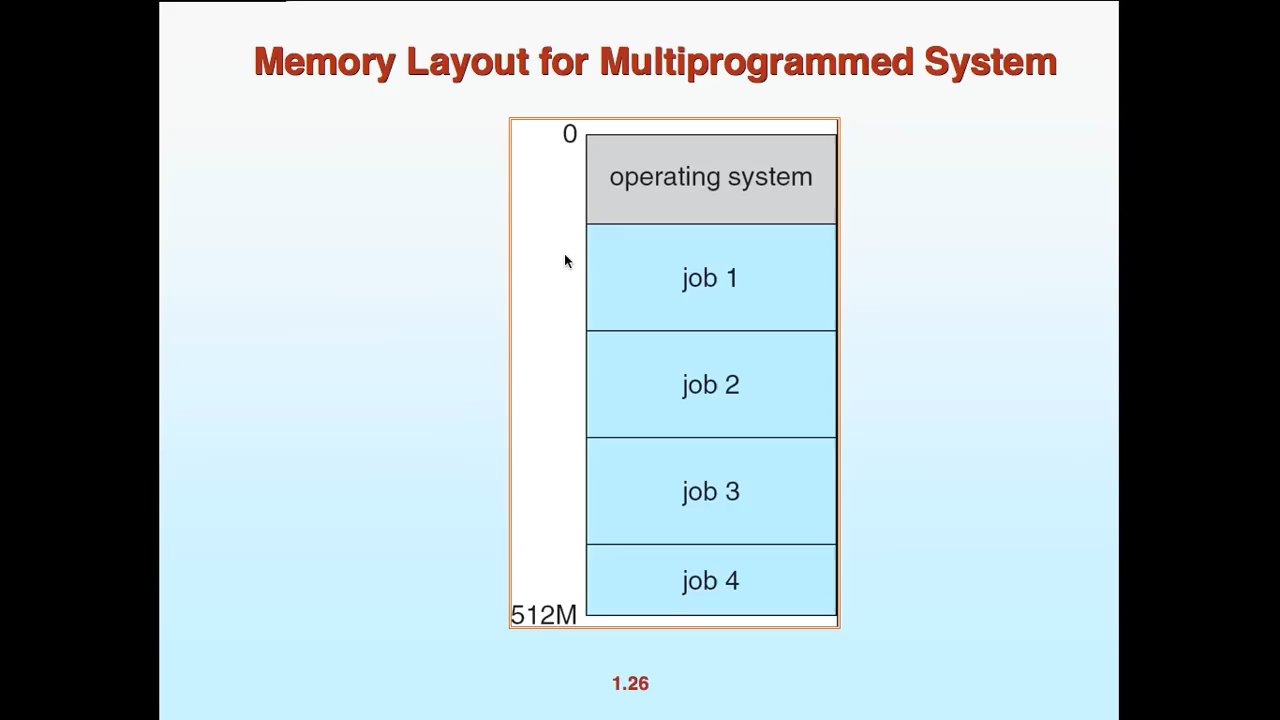 Memory Layout for Multiprogrammed System
0
operating system
job 1
job 2
job 3
job 4
512M
1.26